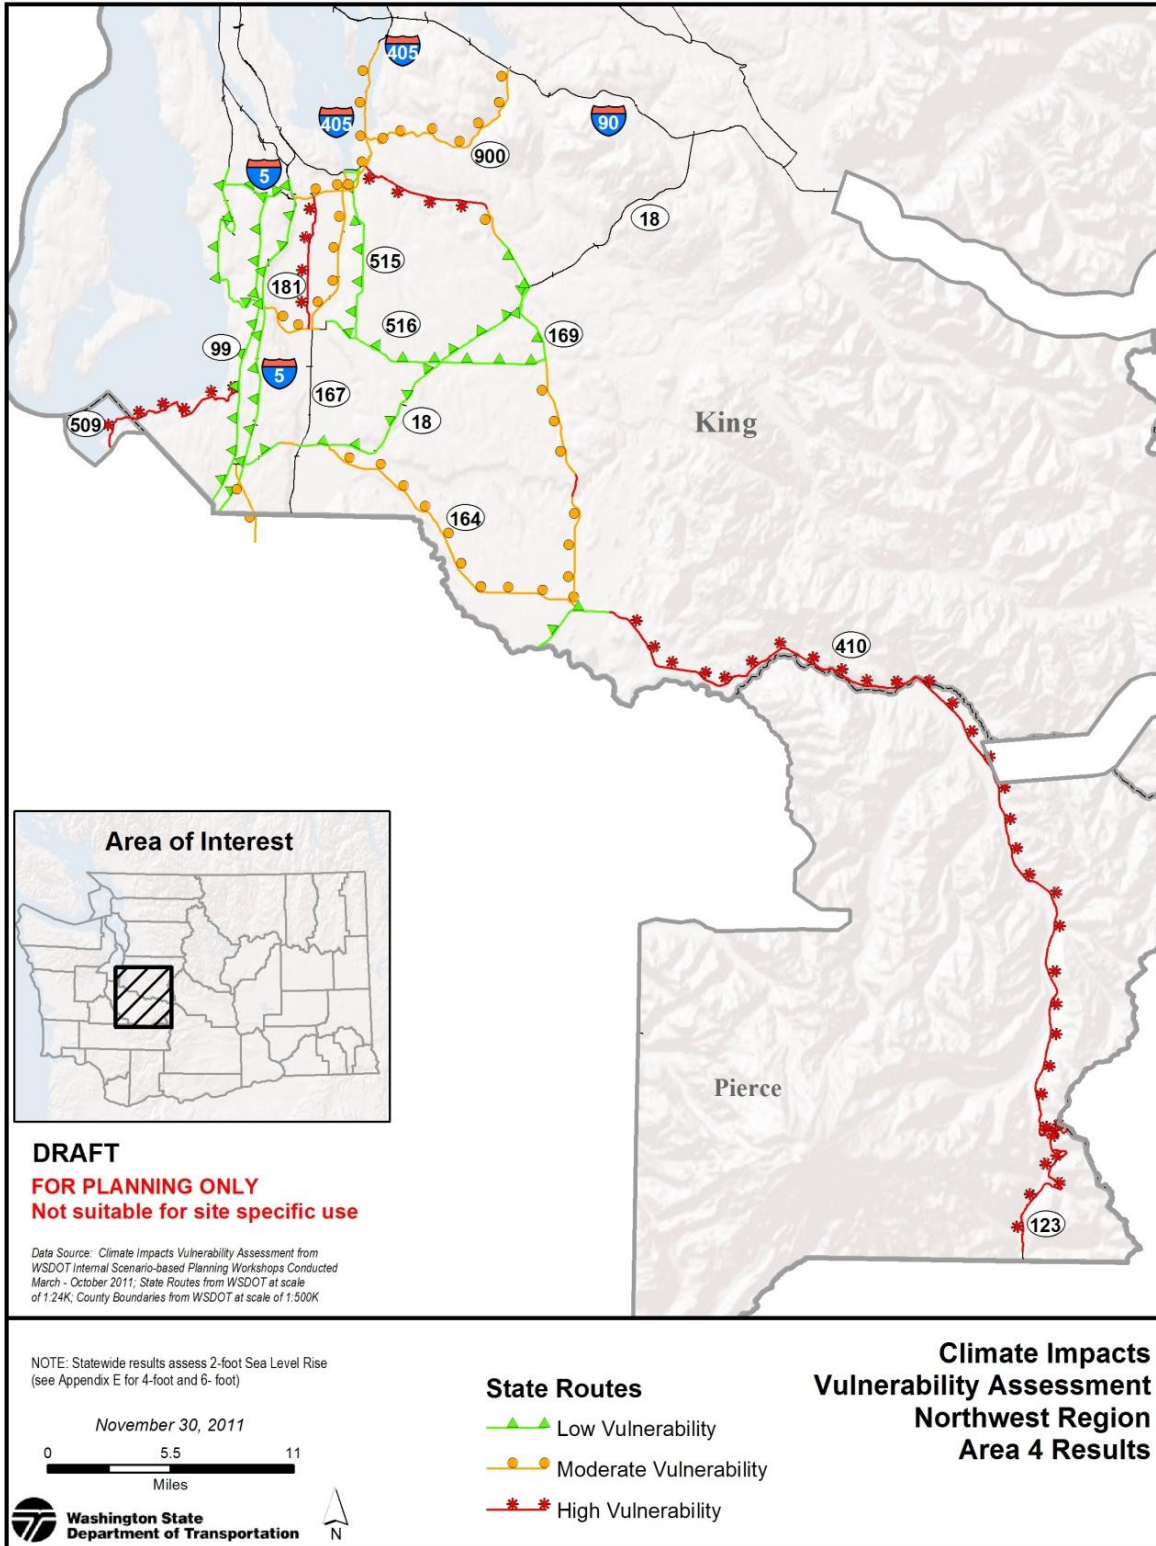 405
405
90
900
5
18
181
515
516
169
99
5
167
509
18
King
164
410
Area of Interest
Pierce
123
DRAFT
FOR PLANNING ONLY
Not suitable for site specific use
Data Source: Climate Impacts Vulnerability Assessment from
WSDOT Internal Scenario-based Planning Workshops Conducted
March - October 2011; State Routes from WSDOT at scale
of 1:24K; County Boundaries from WSDOT at scale of 1:500K
NOTE: Statewide results assess 2-foot Sea Level Rise
(see Appendix E for 4-foot and 6- foot)
November 30, 2011
0 5.5 11
Miles
Washington State
Department of Transportation
N
State Routes
Low Vulnerability
Moderate Vulnerability
High Vulnerability
Climate Impacts
Vulnerability Assessment
Northwest Region
Area 4 Results